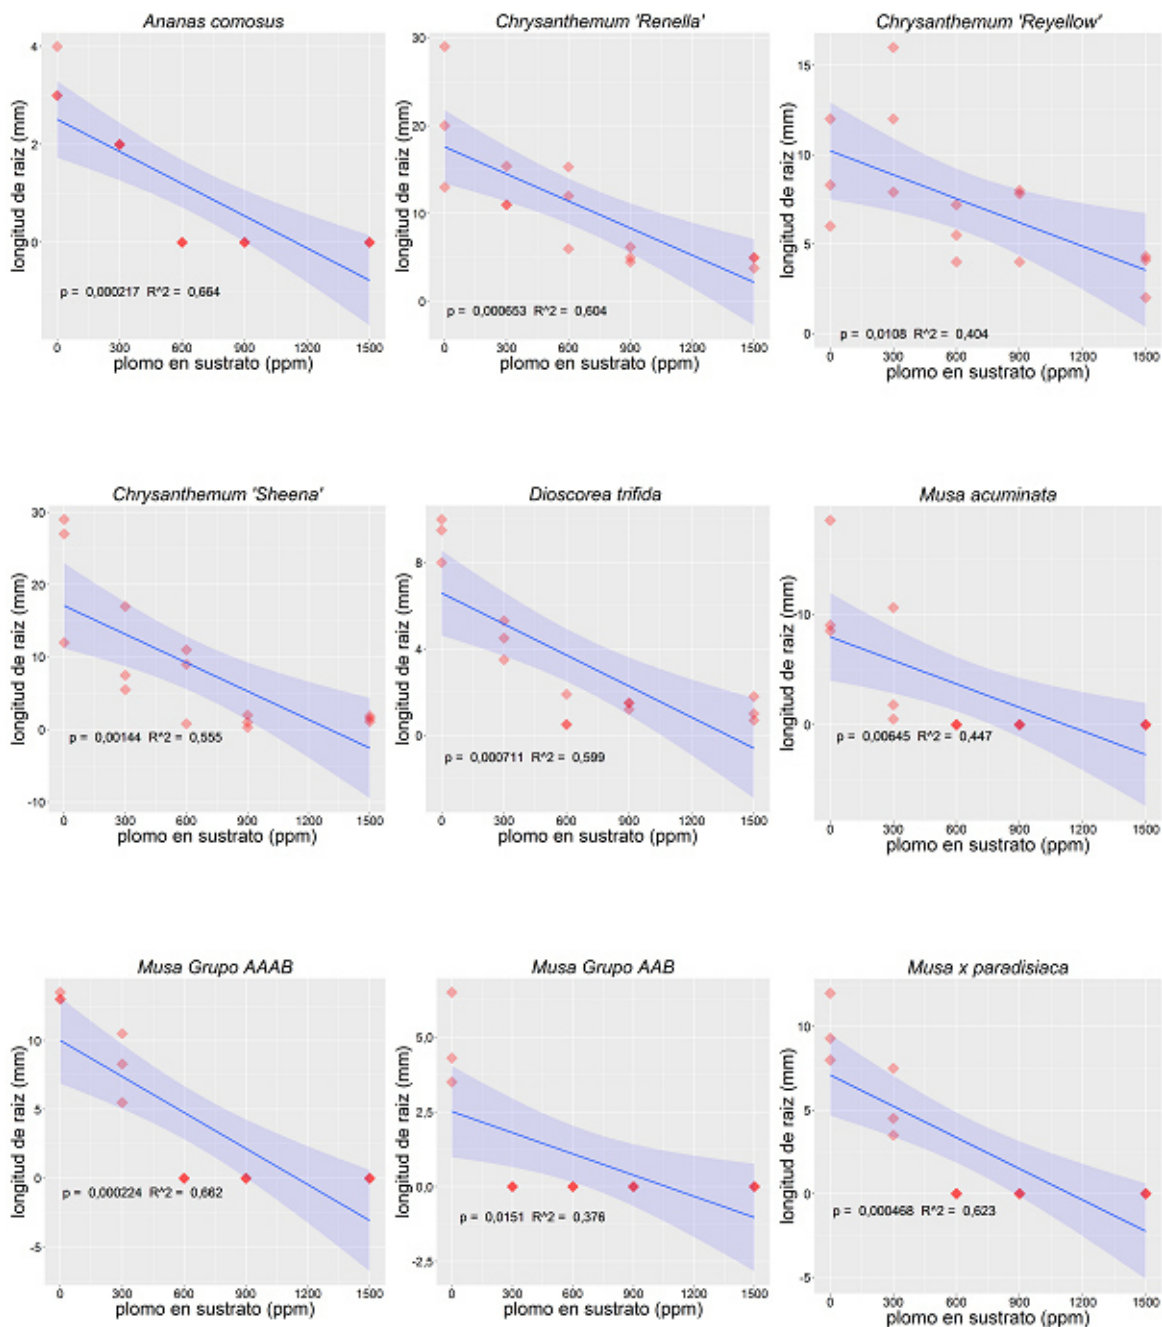 Ananas comosus
4
2
0
longitud de raiz (mm)
p = 0,000217 R^2 = 0,664
0 300 600 900 1200 1500
plomo en sustrato (ppm)
Chrysanthemum 'Renella'
30
20
10
0
longitud de raiz (mm)
p = 0,000653 R^2 = 0,604
0 300 600 900 1200 1500
plomo en sustrato (ppm)
Chrysanthemum 'Reyellow'
15
10
5
0
longitud de raiz (mm)
p = 0,0108 R^2 = 0,404
0 300 600 900 1200 1500
plomo en sustrato (ppm)
Chrysanthemum 'Sheena'
30
20
10
0
-10
longitud de raiz (mm)
p = 0,00144 R^2 = 0,555
0 300 600 900 1200 1500
plomo en sustrato (ppm)
Dioscorea trifida
8
4
0
longitud de raiz (mm)
p = 0,000711 R^2 = 0,599
0 300 600 900 1200 1500
plomo en sustrato (ppm)
Musa acuminata
10
0
longitud de raiz (mm)
p = 0,00645 R^2 = 0,447
0 300 600 900 1200 1500
plomo en sustrato (ppm)
Musa Grupo AAAB
10
5
0
-5
longitud de raiz (mm)
p = 0,000224 R^2 = 0,662
0 300 600 900 1200 1500
plomo en sustrato (ppm)
Musa Grupo AAB
5,0
2,5
0,0
-2,5
longitud de raiz (mm)
p = 0,0151 R^2 = 0,376
0 300 600 900 1200 1500
plomo en sustrato (ppm)
Musa x paradisiaca
10
5
0
-5
longitud de raiz (mm)
p = 0,000468 R^2 = 0,623
0 300 600 900 1200 1500
plomo en sustrato (ppm)